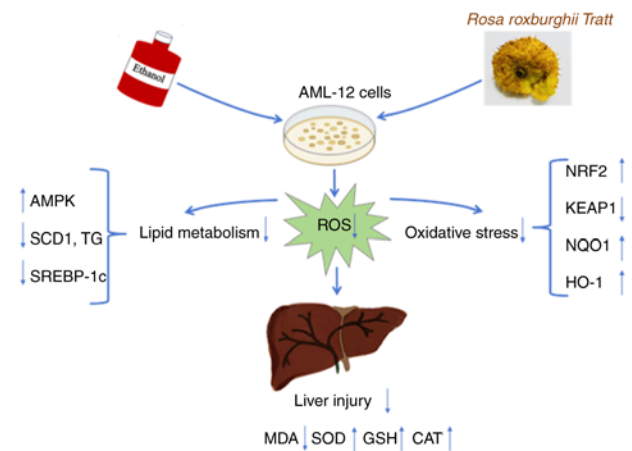 Rosa roxburghii Tratt
Ethanol
AML-12 cells
NRF2 ↑
↑ AMPK
KEAP1 ↓
↓ SCD1, TG
Lipid metabolism ↓
ROS ↓
Oxidative stress ↓
NQO1 ↑
↓ SREBP-1c
HO-1 ↑
Liver injury ↓
MDA ↓ SOD ↑ GSH ↑ CAT ↑